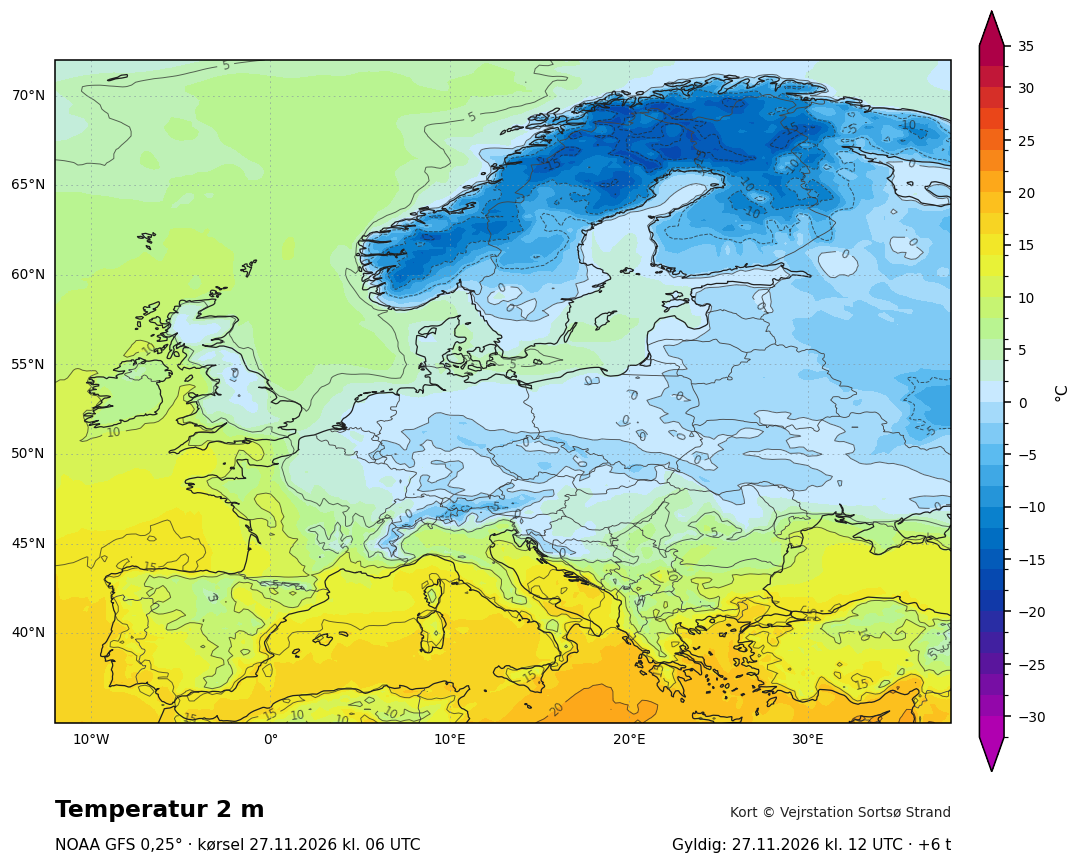 70°N
65°N
60°N
55°N
50°N
45°N
40°N
10°W
0°
10°E
20°E
30°E
35
30
25
20
15
10
5
0
−5
−10
−15
−20
−25
−30
°C
Temperatur 2 m
Kort © Vejrstation Sortsø Strand
NOAA GFS 0,25° · kørsel 27.11.2026 kl. 06 UTC
Gyldig: 27.11.2026 kl. 12 UTC · +6 t